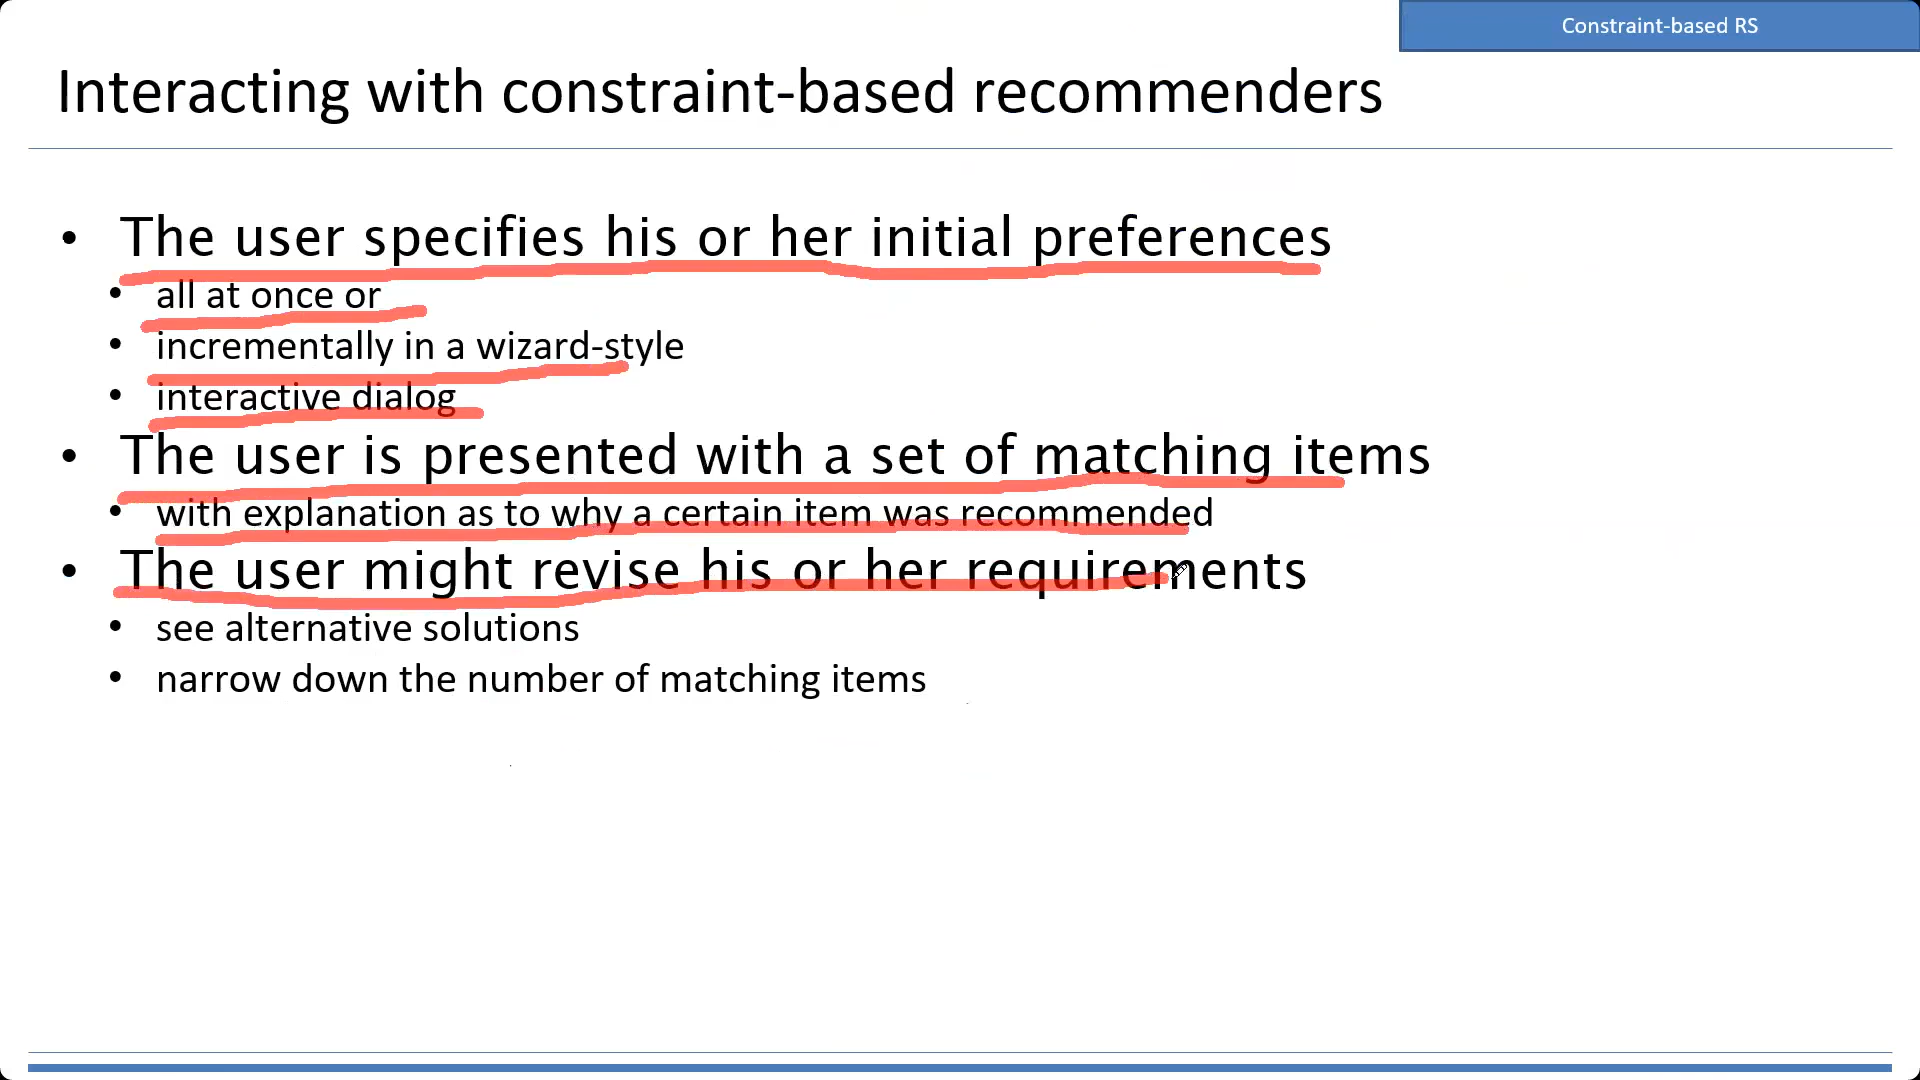 Constraint-based RS
Interacting with constraint-based recommenders
• The user specifies his or her initial preferences
• all at once or
• incrementally in a wizard-style
• interactive dialog
• The user is presented with a set of matching items
• with explanation as to why a certain item was recommended
• The user might revise his or her requirements
• see alternative solutions
• narrow down the number of matching items